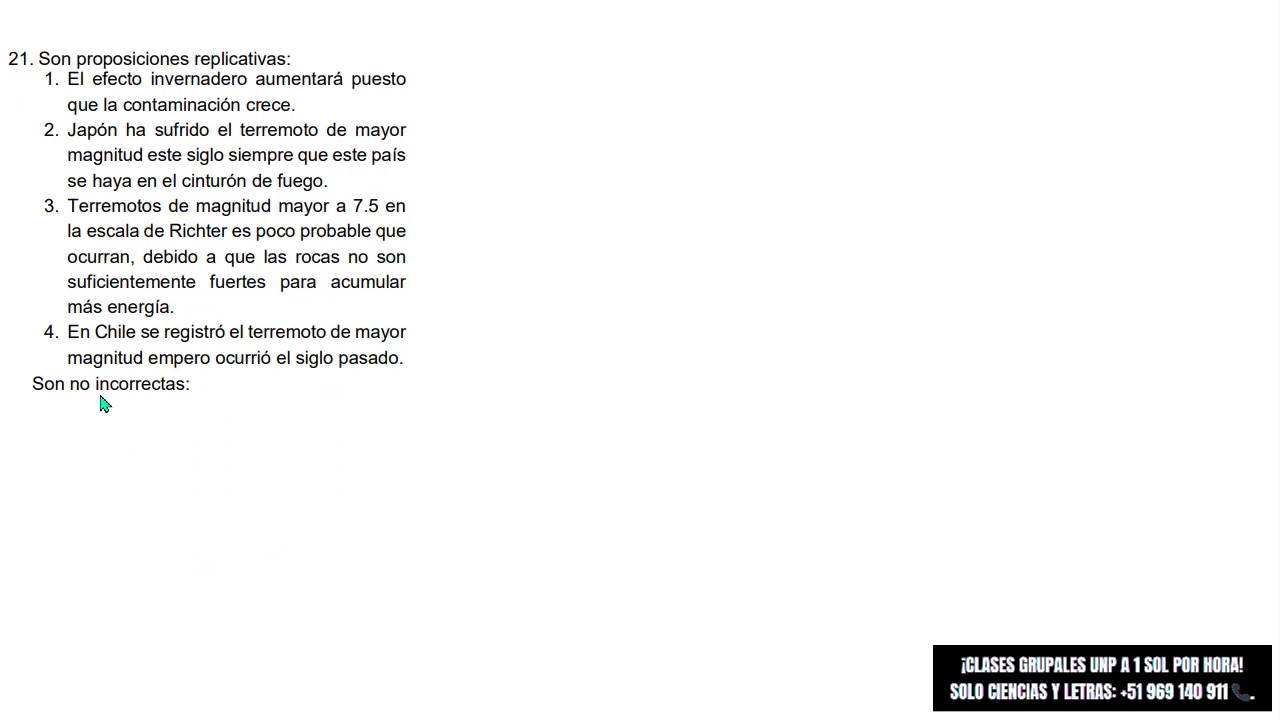 21. Son proposiciones replicativas:
1. El efecto invernadero aumentará puesto
que la contaminación crece.
2. Japón ha sufrido el terremoto de mayor
magnitud este siglo siempre que este país
se haya en el cinturón de fuego.
3. Terremotos de magnitud mayor a 7.5 en
la escala de Richter es poco probable que
ocurran, debido a que las rocas no son
suficientemente fuertes para acumular
más energía.
4. En Chile se registró el terremoto de mayor
magnitud empero ocurrió el siglo pasado.
Son no incorrectas:
¡CLASES GRUPALES UNP A 1 SOL POR HORA!
SOLO CIENCIAS Y LETRAS: +51 969 140 911 📞.